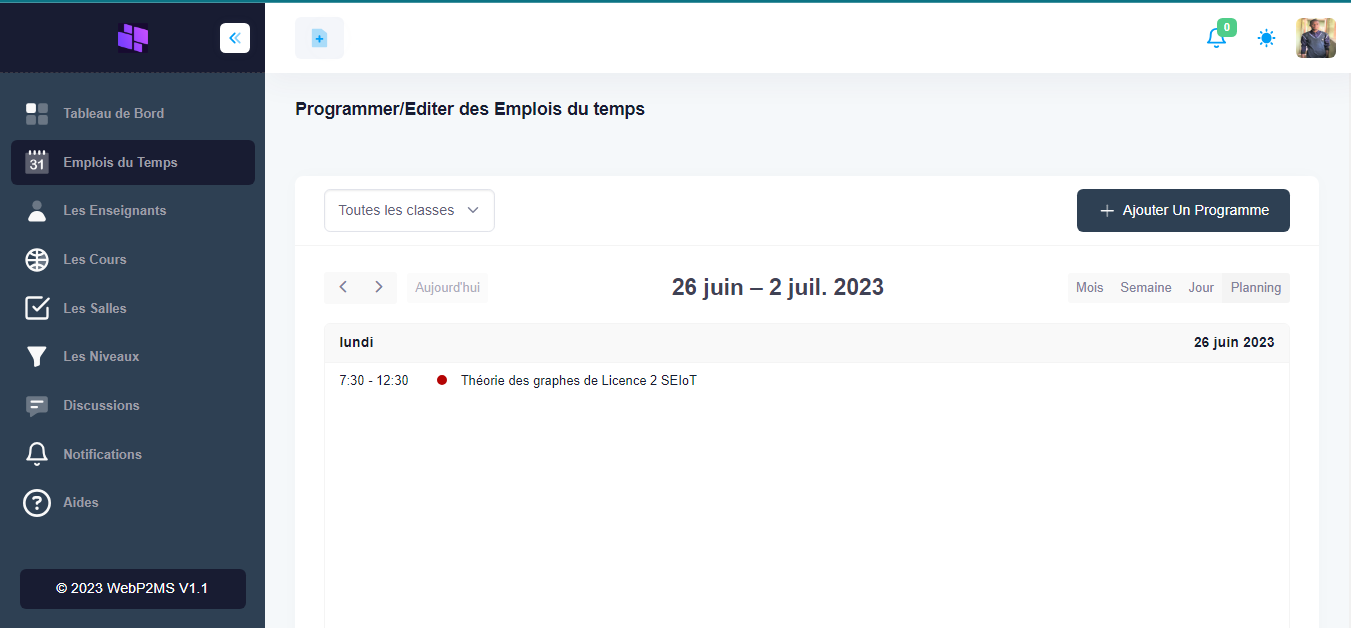 0
Programmer/Editer des Emplois du temps
Tableau de Bord
31 Emplois du Temps
Les Enseignants
Les Cours
Les Salles
Les Niveaux
Discussions
Notifications
? Aides
© 2023 WebP2MS V1.1
Toutes les classes
Ajouter Un Programme
Aujourd'hui
26 juin – 2 juil. 2023
Mois Semaine Jour Planning
lundi 26 juin 2023
7:30 - 12:30 Théorie des graphes de Licence 2 SEIoT